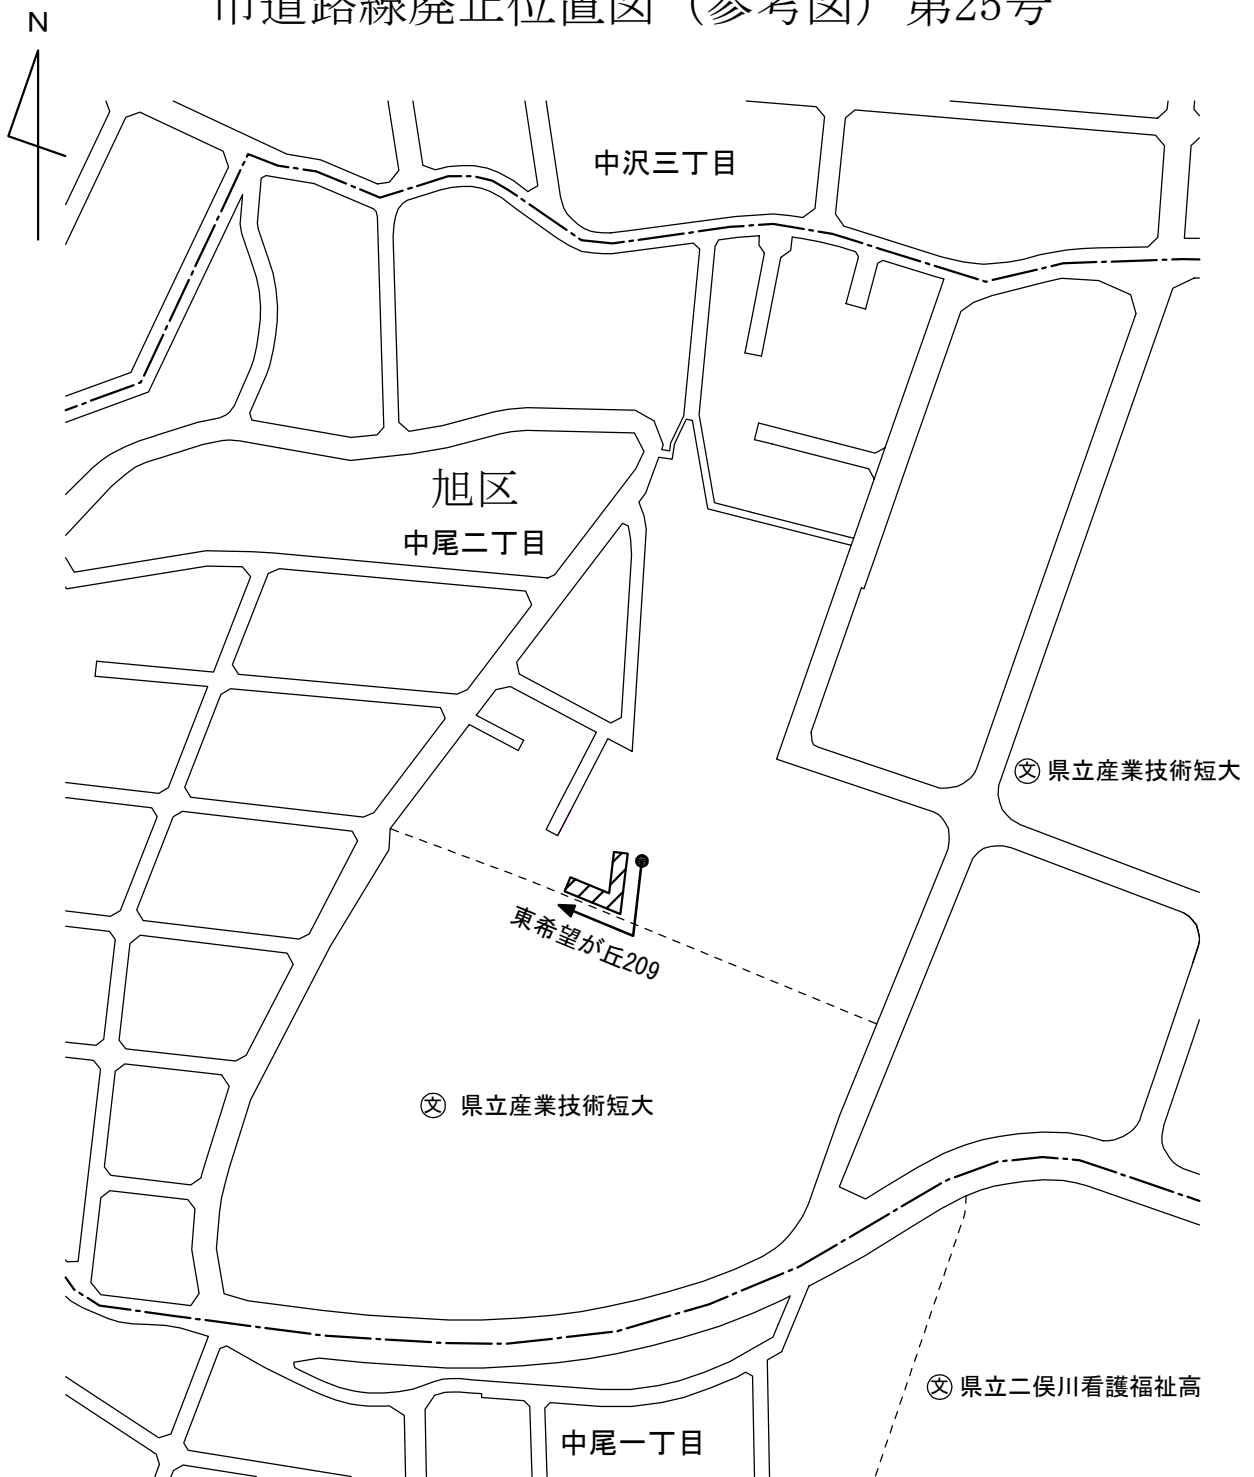 市道路線廃止位置図（参考図）第25号
N
中沢三丁目
旭区
中尾二丁目
文 県立産業技術短大
東希望が丘209
文 県立産業技術短大
文 県立二俣川看護福祉高
中尾一丁目